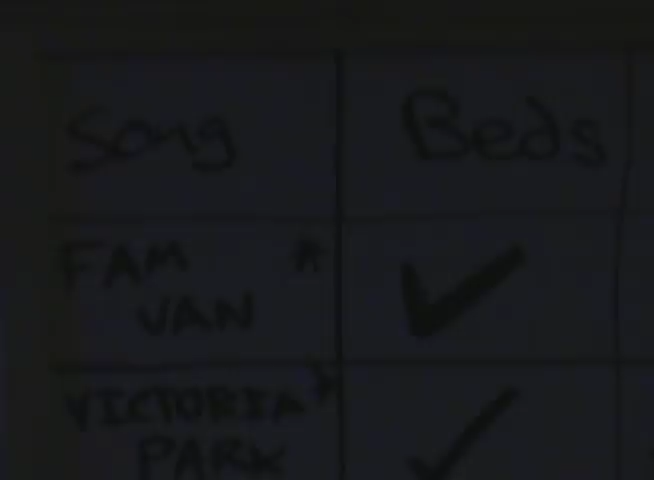 Song Beds
FAM *
VAN ✓
VICTORIA *
PARK ✓